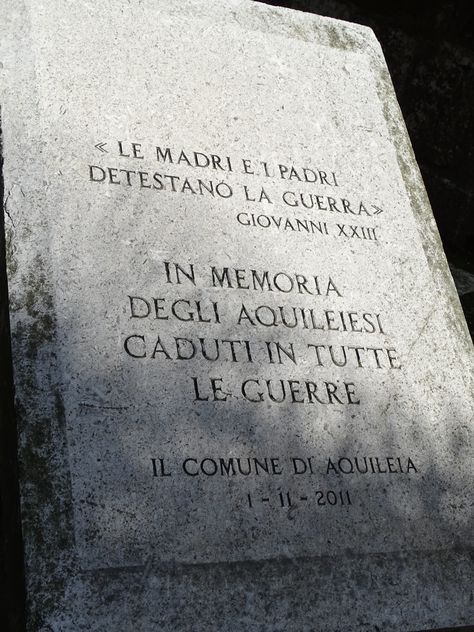 « LE MADRI E I PADRI
DETESTANO LA GUERRA»
GIOVANNI XXIII
IN MEMORIA
DEGLI AQUILEIESI
CADUTI IN TUTTE
LE GUERRE
IL COMUNE DI AQUILEIA
1 - 11 - 2011